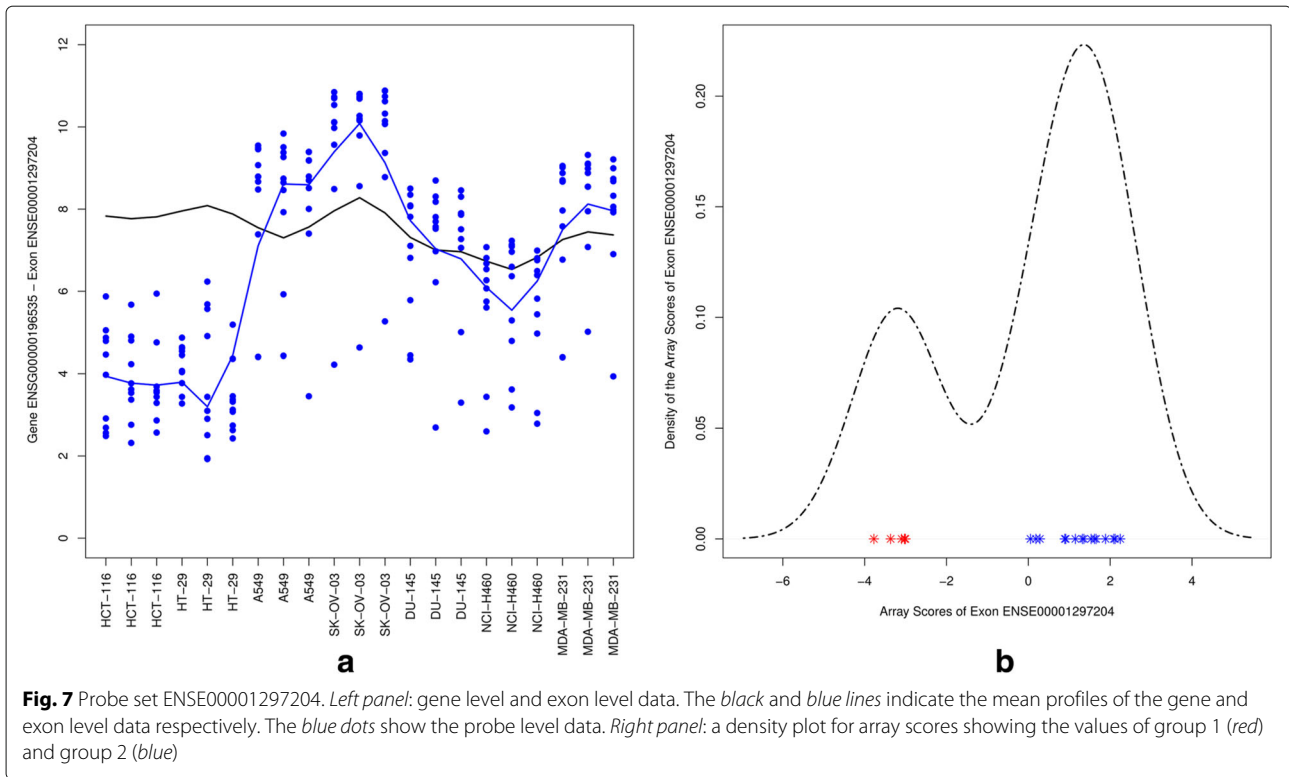 Gene ENSG00000196535 – Exon ENSE00001297204
12
10
8
6
4
2
0
HCT−116
HCT−116
HCT−116
HT−29
HT−29
HT−29
A549
A549
A549
SK−OV−03
SK−OV−03
SK−OV−03
DU−145
DU−145
DU−145
NCI−H460
NCI−H460
NCI−H460
MDA−MB−231
MDA−MB−231
MDA−MB−231
a
Density of the Array Scores of Exon ENSE00001297204
0.20
0.15
0.10
0.05
0.00
−6 −4 −2 0 2 4
Array Scores of Exon ENSE00001297204
b
Fig. 7 Probe set ENSE00001297204. Left panel: gene level and exon level data. The black and blue lines indicate the mean profiles of the gene and
exon level data respectively. The blue dots show the probe level data. Right panel: a density plot for array scores showing the values of group 1 (red)
and group 2 (blue)